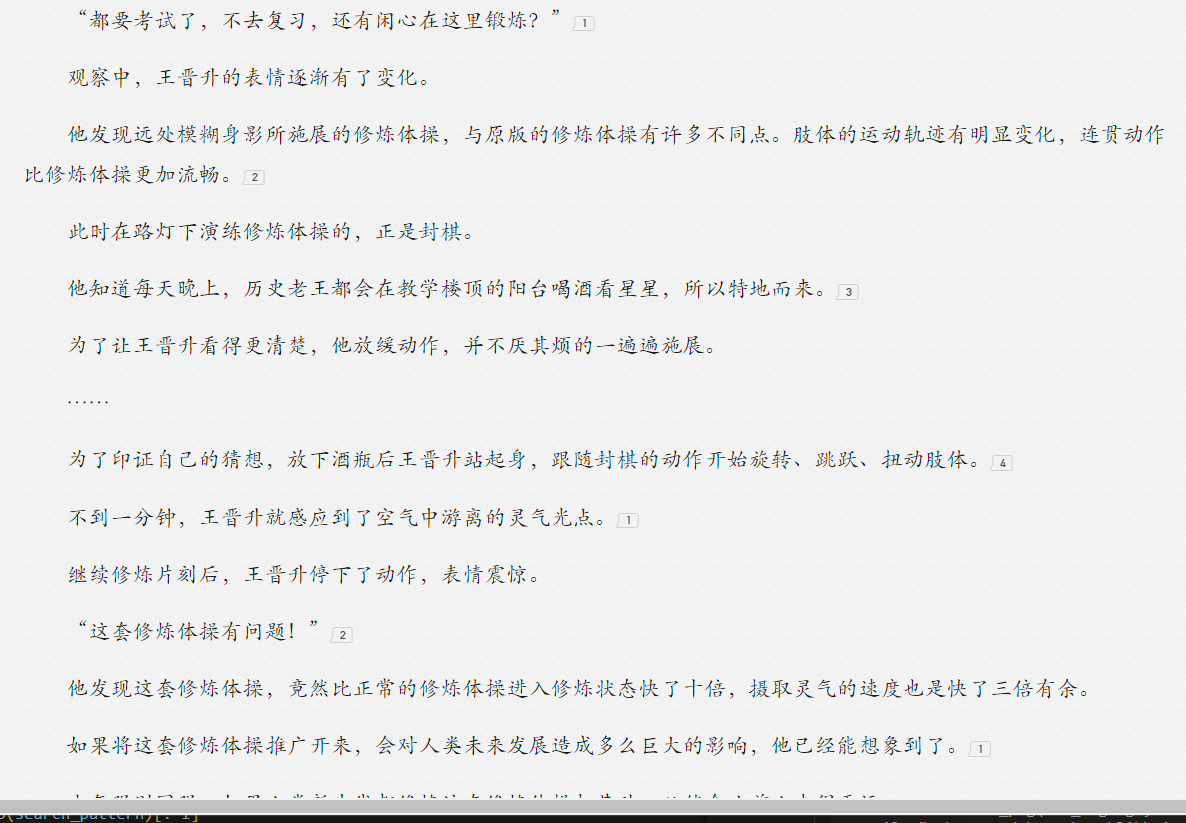 “都要考试了，不去复习，还有闲心在这里锻炼？” 1
观察中，王晋升的表情逐渐有了变化。
他发现远处模糊身影所施展的修炼体操，与原版的修炼体操有许多不同点。肢体的运动轨迹有明显变化，连贯动作
比修炼体操更加流畅。 2
此时在路灯下演练修炼体操的，正是封棋。
他知道每天晚上，历史老王都会在教学楼顶的阳台喝酒看星星，所以特地而来。 3
为了让王晋升看得更清楚，他放缓动作，并不厌其烦的一遍遍施展。
……
为了印证自己的猜想，放下酒瓶后王晋升站起身，跟随封棋的动作开始旋转、跳跃、扭动肢体。 4
不到一分钟，王晋升就感应到了空气中游离的灵气光点。 1
继续修炼片刻后，王晋升停下了动作，表情震惊。
“这套修炼体操有问题！” 2
他发现这套修炼体操，竟然比正常的修炼体操进入修炼状态快了十倍，摄取灵气的速度也是快了三倍有余。
如果将这套修炼体操推广开来，会对人类未来发展造成多么巨大的影响，他已经能想象到了。 1
(search_pattern)[:-1]